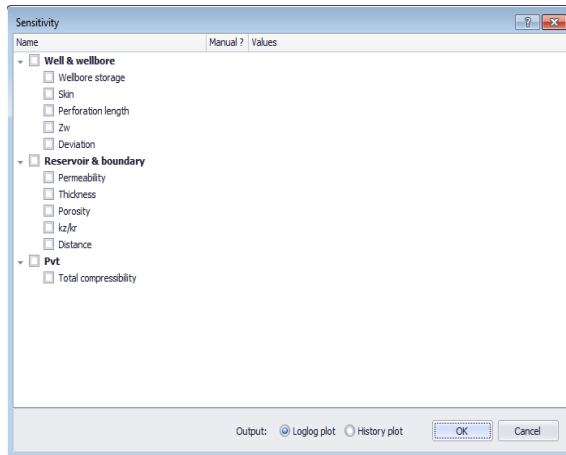 Sensitivity
?
Name Manual ? Values
Well & wellbore
Wellbore storage
Skin
Perforation length
Zw
Deviation
Reservoir & boundary
Permeability
Thickness
Porosity
kz/kr
Distance
Pvt
Total compressibility
Output: Loglog plot History plot OK Cancel